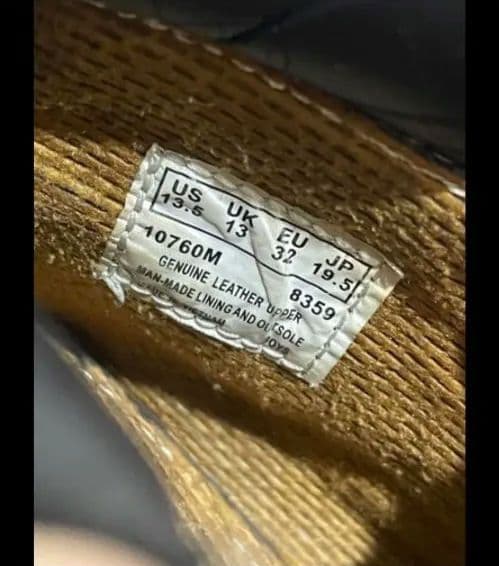 US UK EU JP
13.5 13 32 19.5
10760M 8359
GENUINE LEATHER UPPER
MAN-MADE LINING AND OUTSOLE
VIETNAM